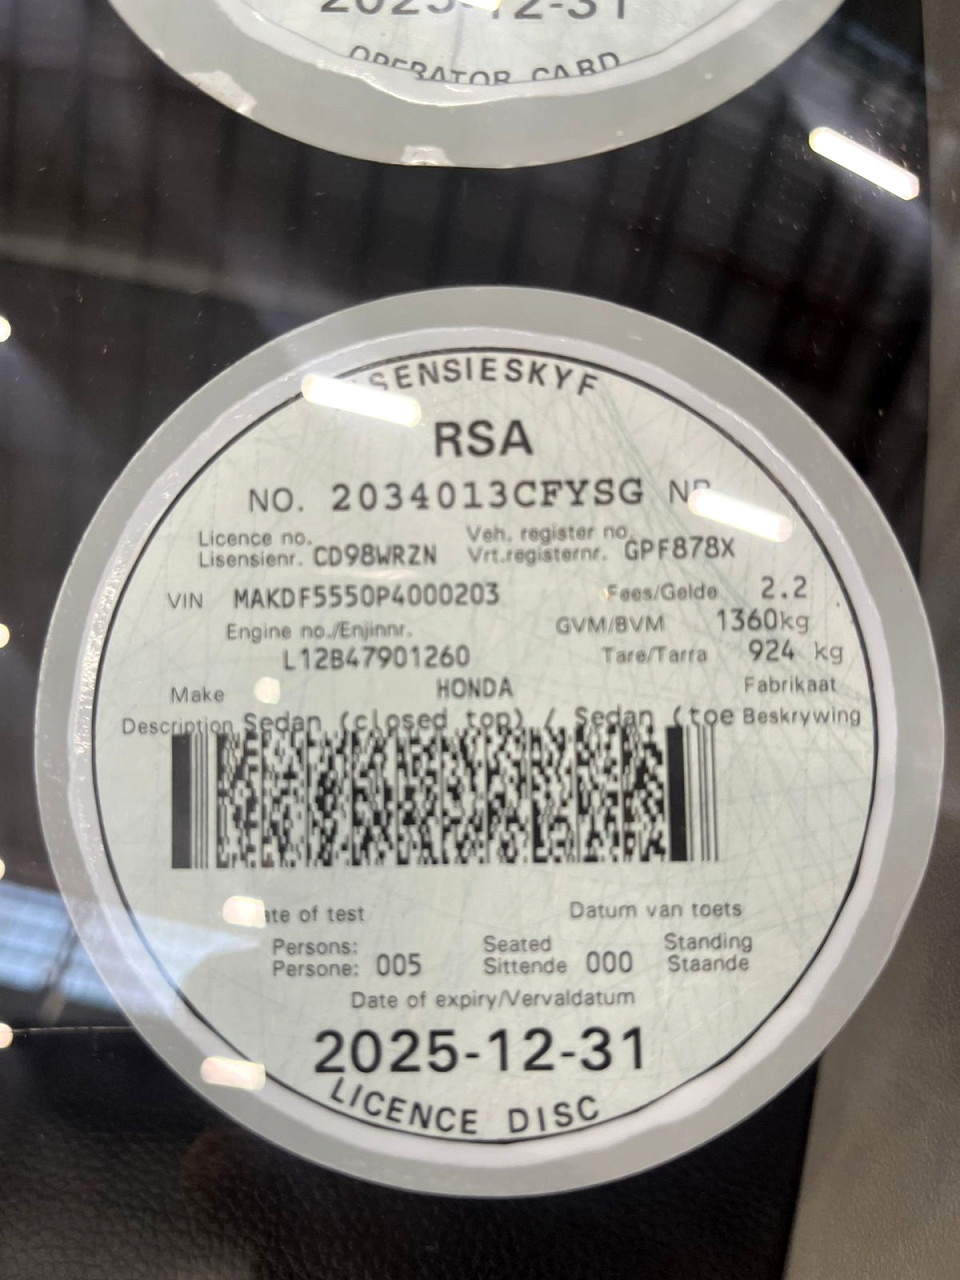 2025-12-31
OPERATOR CARD
SENSIESKYF
RSA
NO. 2034013CFYSG
Licence no. Veh. register no.
Lisensienr. CD98WRZN Vrt.registernr. GPF878X
VIN MAKDF5550P4000203 Fees/Gelde 2.2
Engine no./Enjinnr. GVM/BVM 1360kg
L12B47901260 Tare/Tarra 924 kg
Make HONDA Fabrikaat
Description Sedan (closed top) / Sedan (toe Beskrywing
ate of test Datum van toets
Persons: Seated Standing
Persone: 005 Sittende 000 Staande
Date of expiry/Vervaldatum
2025-12-31
LICENCE DISC